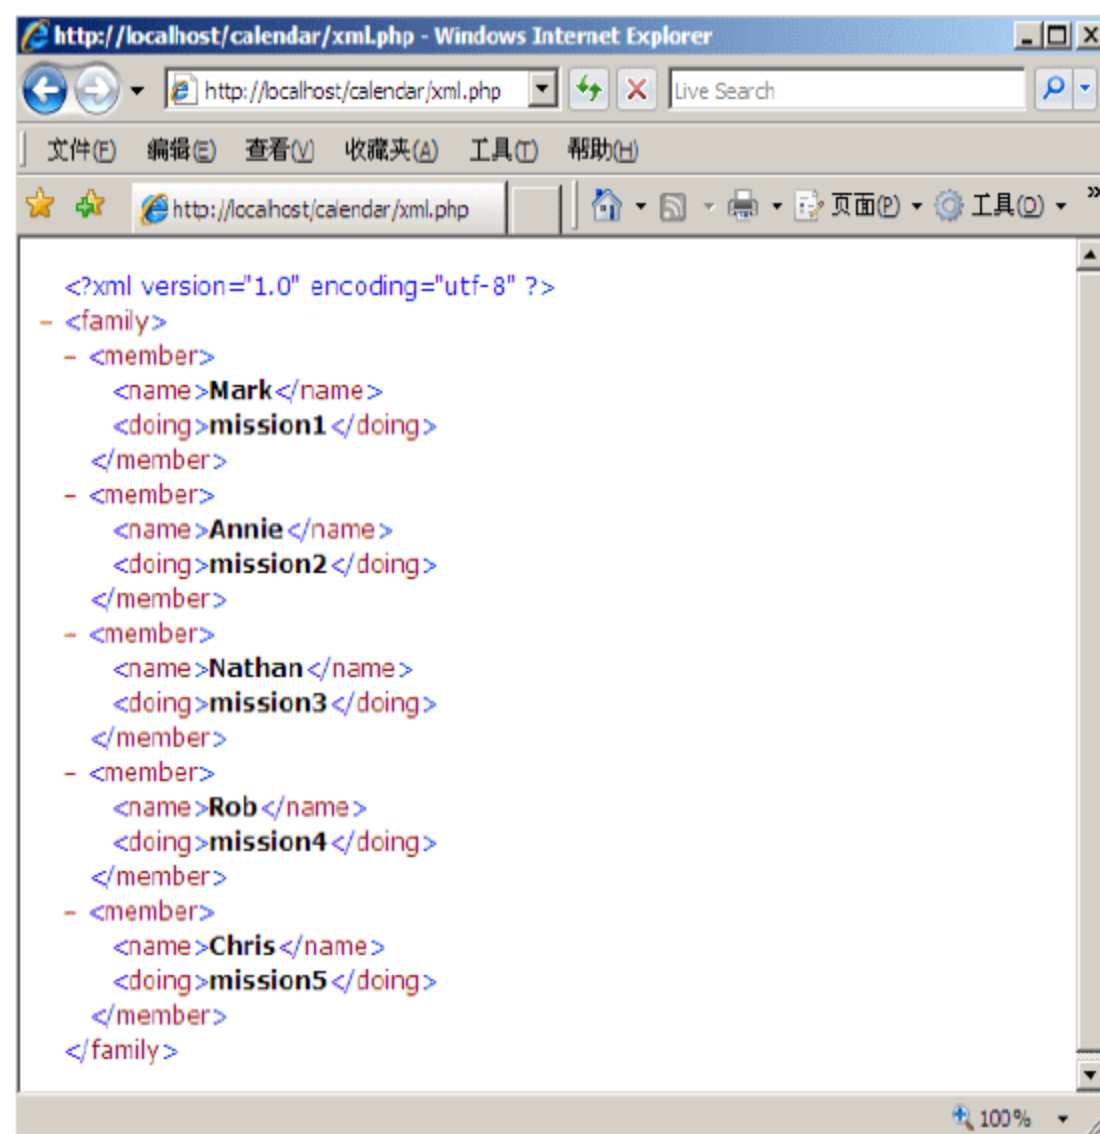 http://localhost/calendar/xml.php - Windows Internet Explorer
http://localhost/calendar/xml.php Live Search
文件(F) 编辑(E) 查看(V) 收藏夹(A) 工具(T) 帮助(H)
http://localhost/calendar/xml.php 页面(P) 工具(O) »
<?xml version="1.0" encoding="utf-8" ?>
- <family>
- <member>
<name>Mark</name>
<doing>mission1</doing>
</member>
- <member>
<name>Annie</name>
<doing>mission2</doing>
</member>
- <member>
<name>Nathan</name>
<doing>mission3</doing>
</member>
- <member>
<name>Rob</name>
<doing>mission4</doing>
</member>
- <member>
<name>Chris</name>
<doing>mission5</doing>
</member>
</family>
100%